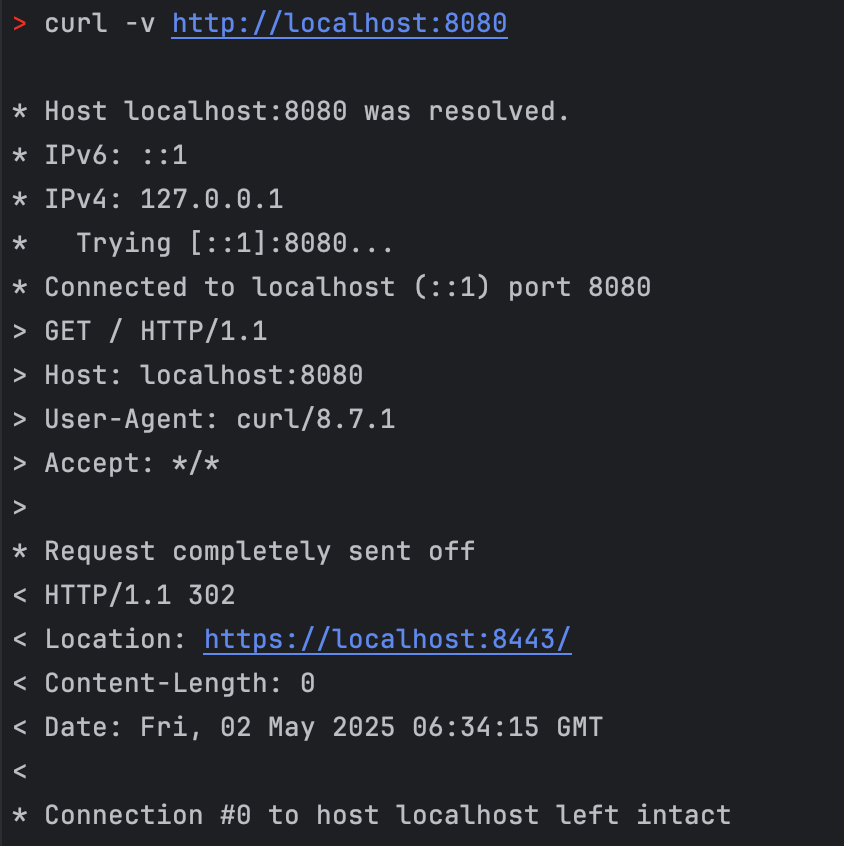 > curl -v http://localhost:8080
* Host localhost:8080 was resolved.
* IPv6: ::1
* IPv4: 127.0.0.1
*   Trying [::1]:8080...
* Connected to localhost (::1) port 8080
> GET / HTTP/1.1
> Host: localhost:8080
> User-Agent: curl/8.7.1
> Accept: */*
>
* Request completely sent off
< HTTP/1.1 302
< Location: https://localhost:8443/
< Content-Length: 0
< Date: Fri, 02 May 2025 06:34:15 GMT
<
* Connection #0 to host localhost left intact